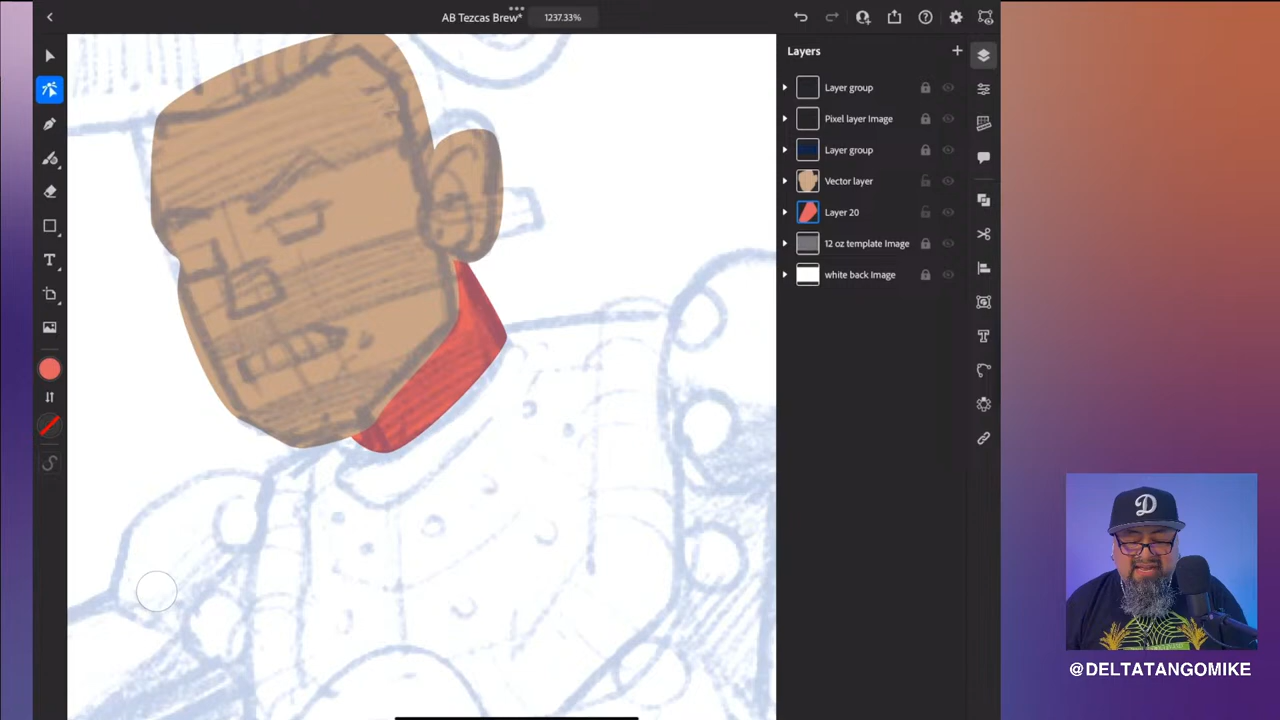 AB Tezcas Brew*
1237.33%
Layers
Layer group
Pixel layer Image
Layer group
Vector layer
Layer 20
12 oz template Image
white back Image
D
@DELTATANGOMIKE